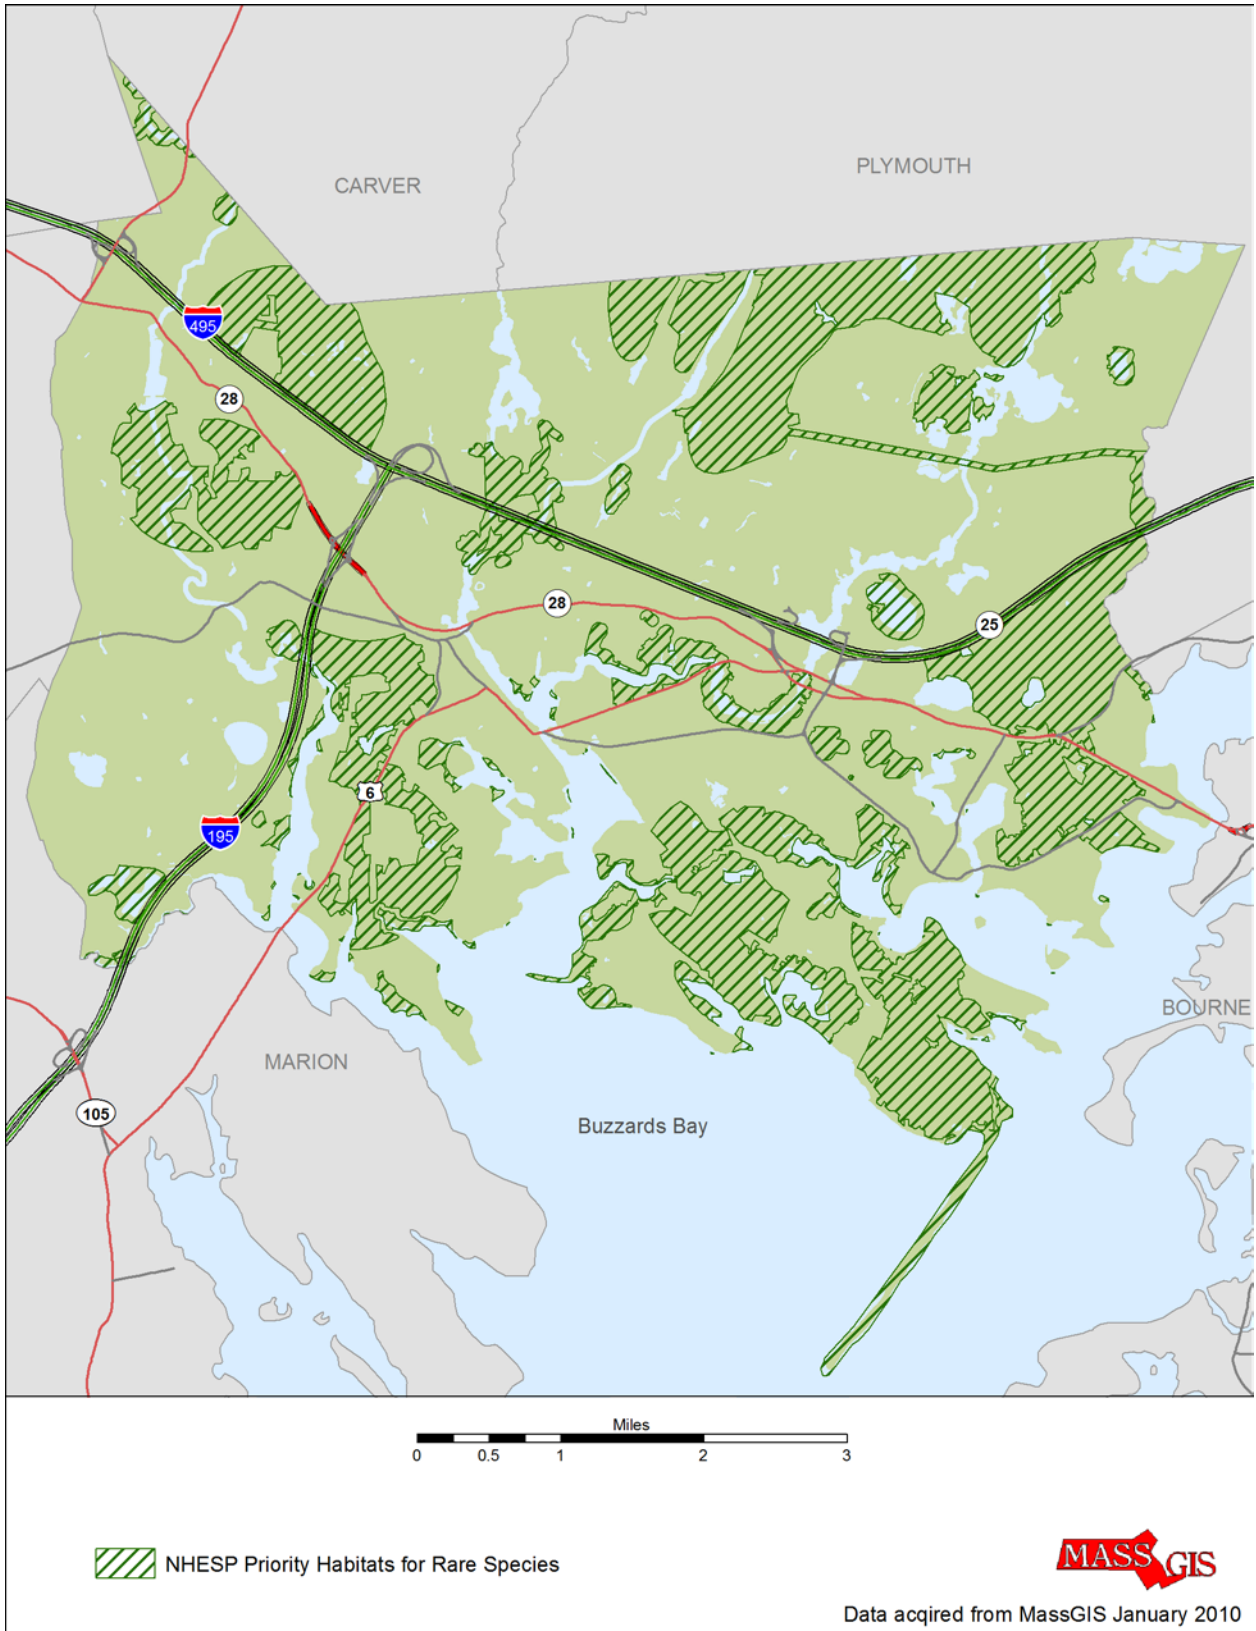 CARVER
PLYMOUTH
495
28
28
25
6
195
BOURNE
MARION
105
Buzzards Bay
Miles
0 0.5 1 2 3
NHESP Priority Habitats for Rare Species
MASS GIS
Data acqired from MassGIS January 2010